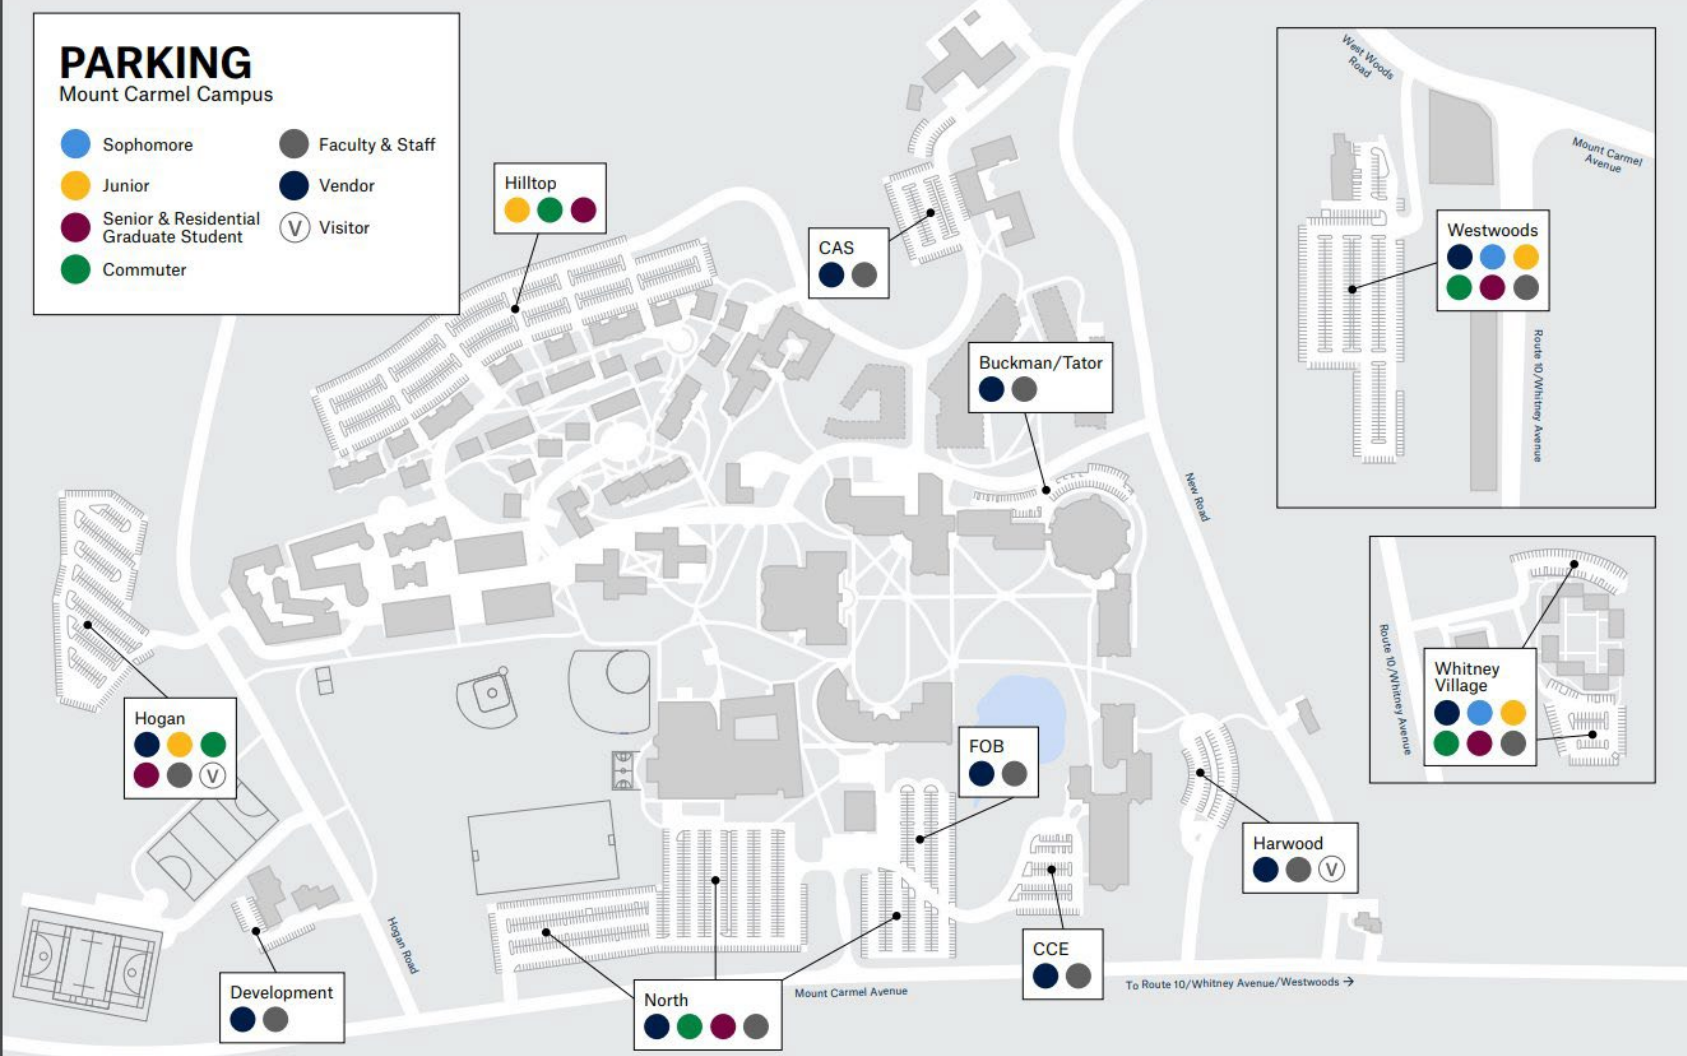 PARKING
Mount Carmel Campus
Sophomore
Junior
Senior & Residential
Graduate Student
Commuter
Faculty & Staff
Vendor
V
Visitor
Hilltop
CAS
Buckman/Tator
West Woods
Road
Mount Carmel
Avenue
Westwoods
Route 10/Whitney Avenue
New Road
Route 10/Whitney Avenue
Whitney
Village
Hogan
V
FOB
Harwood
V
CCE
Hogan Road
Development
North
Mount Carmel Avenue
To Route 10/Whitney Avenue/Westwoods →